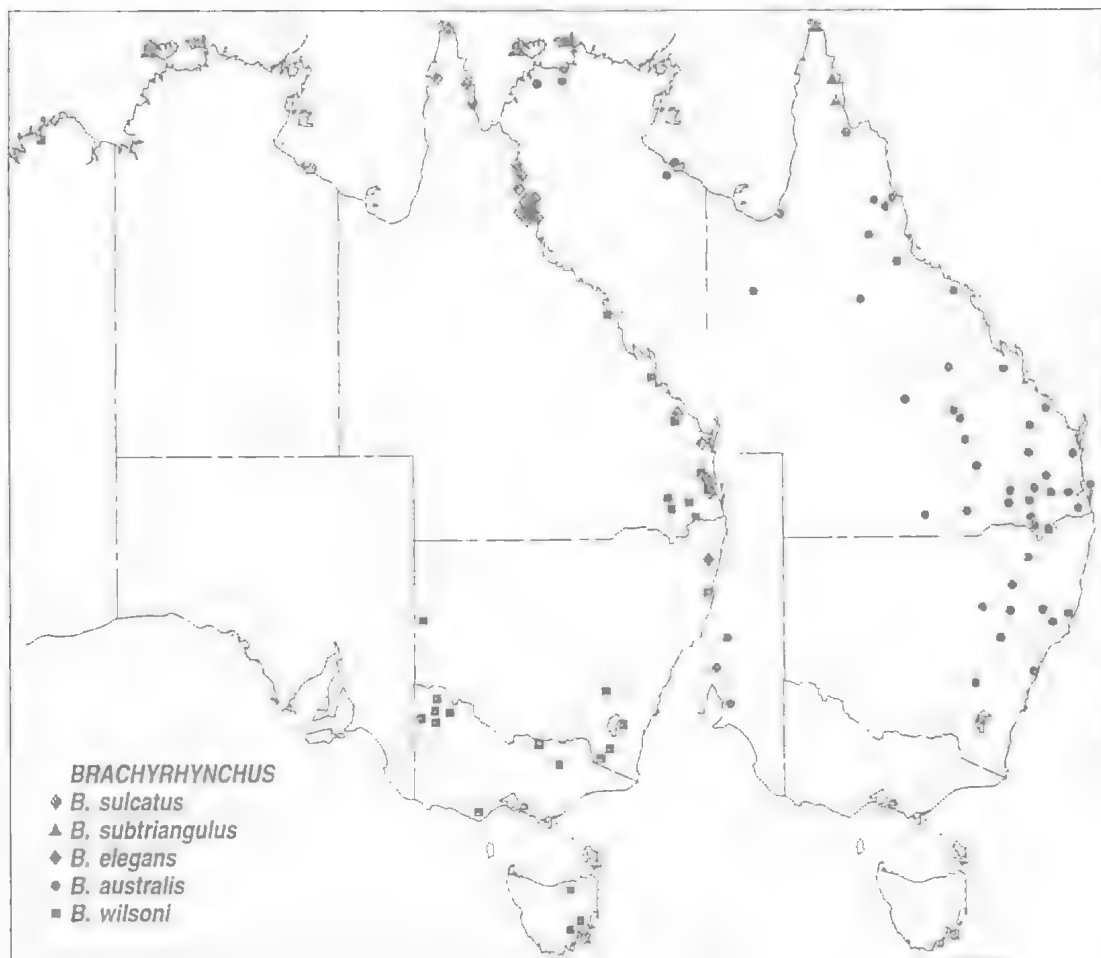 BRACHYRHYNCHUS
B. sulcatus
B. subtriangulus
B. elegans
B. australis
B. wilsoni